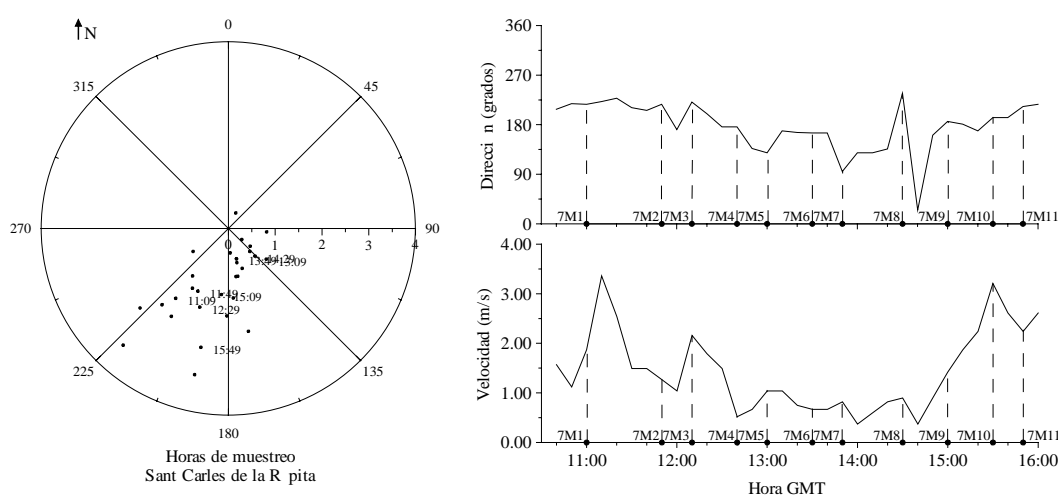 N
0
315
45
270
90
0 1 2 3 4
13:49
14:29
13:09
11:49
15:09
11:09
12:29
15:49
225
135
180
Horas de muestreo
Sant Carles de la R pita
360
270
180
90
0
Direcci n (grados)
7M1 7M2 7M3 7M4 7M5 7M6 7M7 7M8 7M9 7M10 7M11
4.00
3.00
2.00
1.00
0.00
Velocidad (m/s)
7M1 7M2 7M3 7M4 7M5 7M6 7M7 7M8 7M9 7M10 7M11
11:00 12:00 13:00 14:00 15:00 16:00
Hora GMT